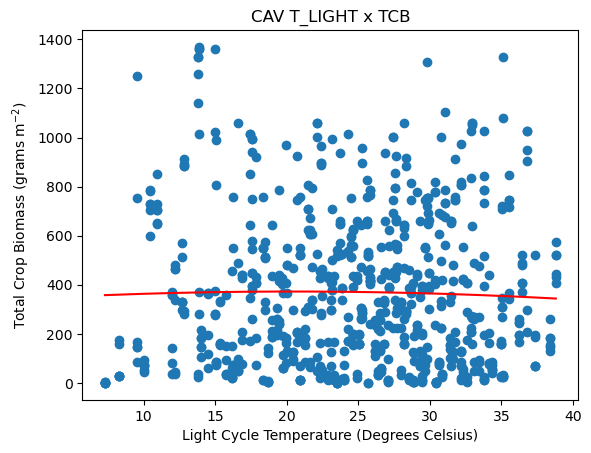 CAV T_LIGHT x TCB
1400
1200
1000
800
600
400
200
0
Total Crop Biomass (grams m⁻²)
10 15 20 25 30 35 40
Light Cycle Temperature (Degrees Celsius)